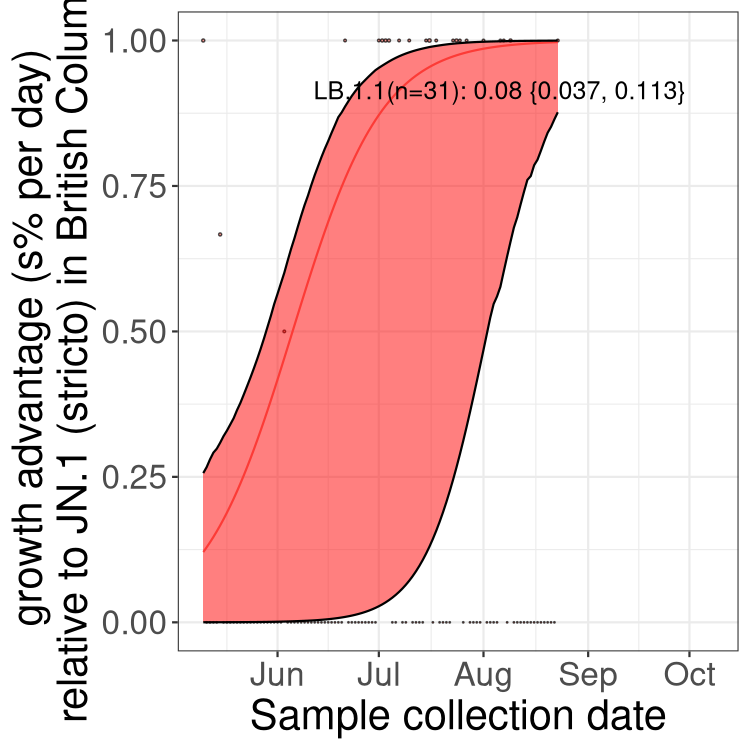 growth advantage (s% per day)
relative to JN.1 (stricto) in British Colum
1.00
0.75
0.50
0.25
0.00
LB.1.1(n=31): 0.08 {0.037, 0.113}
Jun Jul Aug Sep Oct
Sample collection date